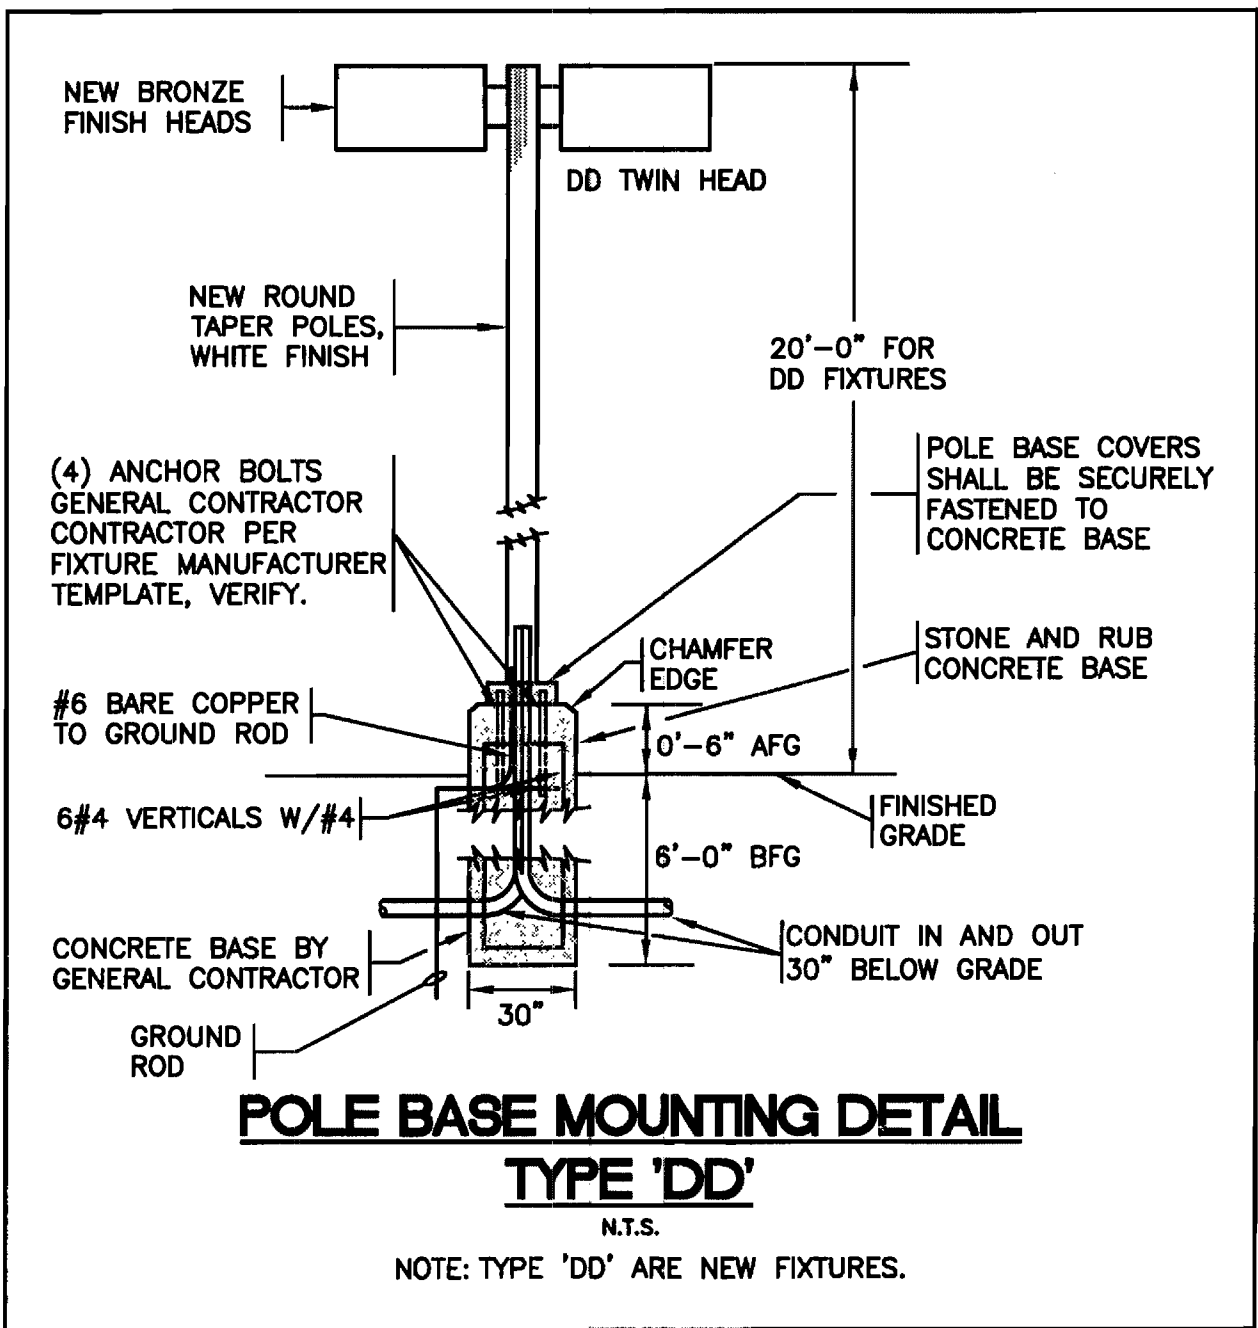 NEW BRONZE
FINISH HEADS
DD TWIN HEAD
NEW ROUND
TAPER POLES,
WHITE FINISH
20'-0" FOR
DD FIXTURES
(4) ANCHOR BOLTS
GENERAL CONTRACTOR
CONTRACTOR PER
FIXTURE MANUFACTURER
TEMPLATE, VERIFY.
POLE BASE COVERS
SHALL BE SECURELY
FASTENED TO
CONCRETE BASE
CHAMFER
EDGE
STONE AND RUB
CONCRETE BASE
#6 BARE COPPER
TO GROUND ROD
0'-6" AFG
6#4 VERTICALS W/#4
FINISHED
GRADE
6'-0" BFG
CONCRETE BASE BY
GENERAL CONTRACTOR
CONDUIT IN AND OUT
30" BELOW GRADE
30"
GROUND
ROD
POLE BASE MOUNTING DETAIL
TYPE 'DD'
N.T.S.
NOTE: TYPE 'DD' ARE NEW FIXTURES.